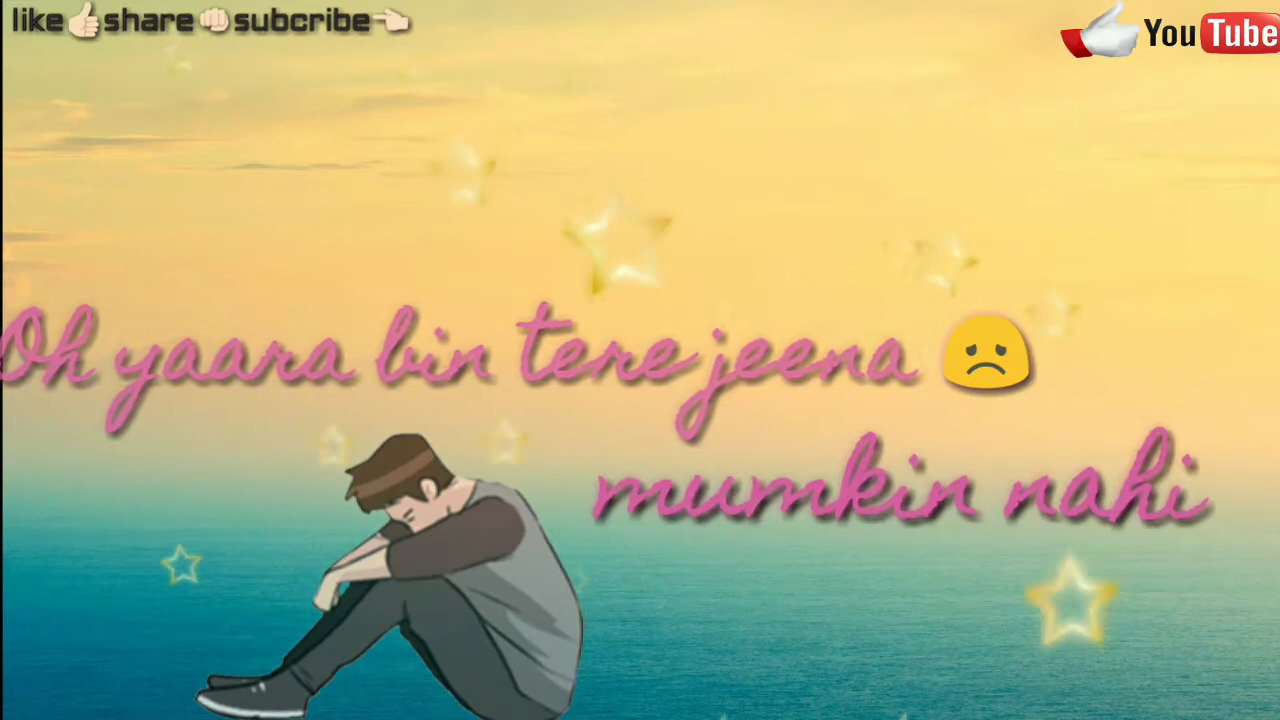 like👍🏻share👊🏻subcribe👈🏻
YouTube
Oh yaara bin tere jeena 😞
mumkin nahi